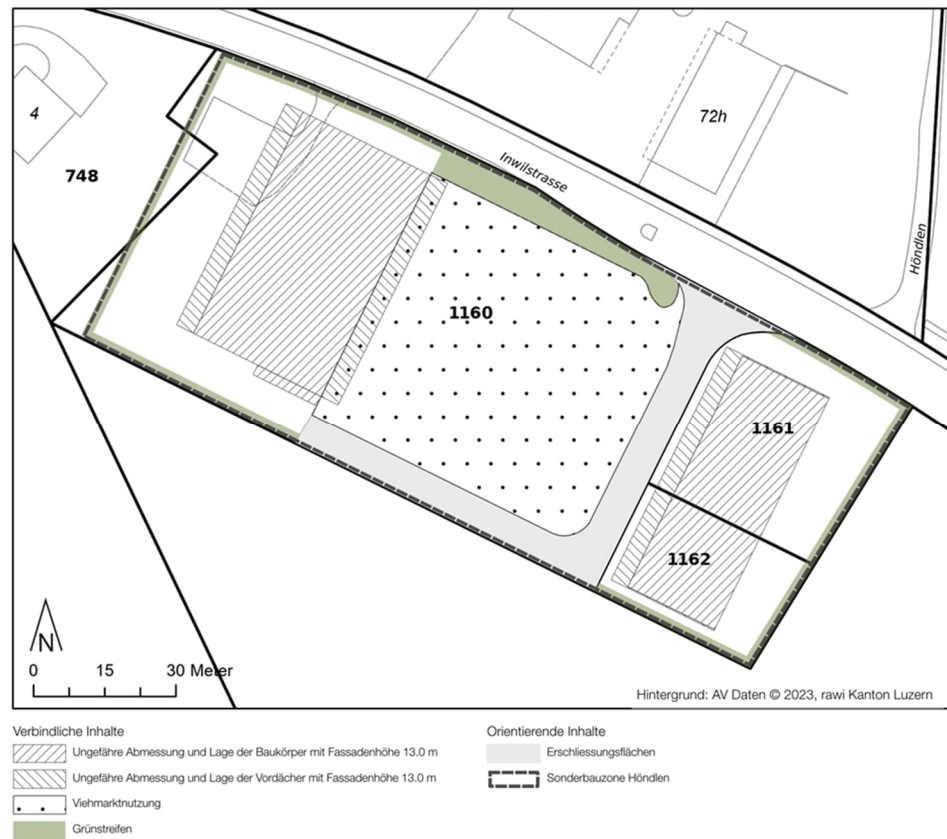 4
72h
748
Inwilstrasse
Höndlen
1160
1161
1162
N
0 15 30 Meter
Hintergrund: AV Daten © 2023, rawi Kanton Luzern
Verbindliche Inhalte
Ungefähre Abmessung und Lage der Baukörper mit Fassadenhöhe 13.0 m
Ungefähre Abmessung und Lage der Vordächer mit Fassadenhöhe 13.0 m
Viehmarktnutzung
Grünstreifen
Orientierende Inhalte
Erschliessungsflächen
Sonderbauzone Höndlen